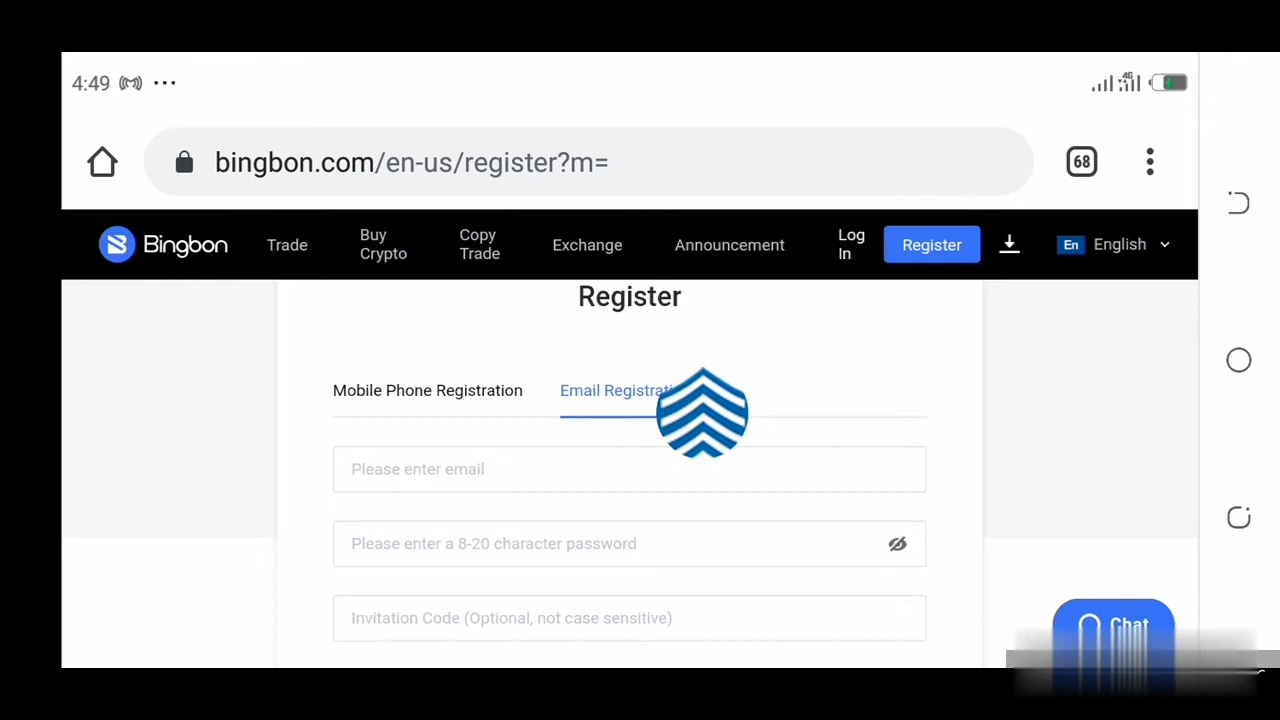 4:49
4G
bingbon.com/en-us/register?m=
68
Bingbon
Trade
Buy
Crypto
Copy
Trade
Exchange
Announcement
Log
In
Register
En
English
Register
Mobile Phone Registration
Email
Please enter email
Please enter a 8-20 character password
Invitation Code (Optional, not case sensitive)
Chat